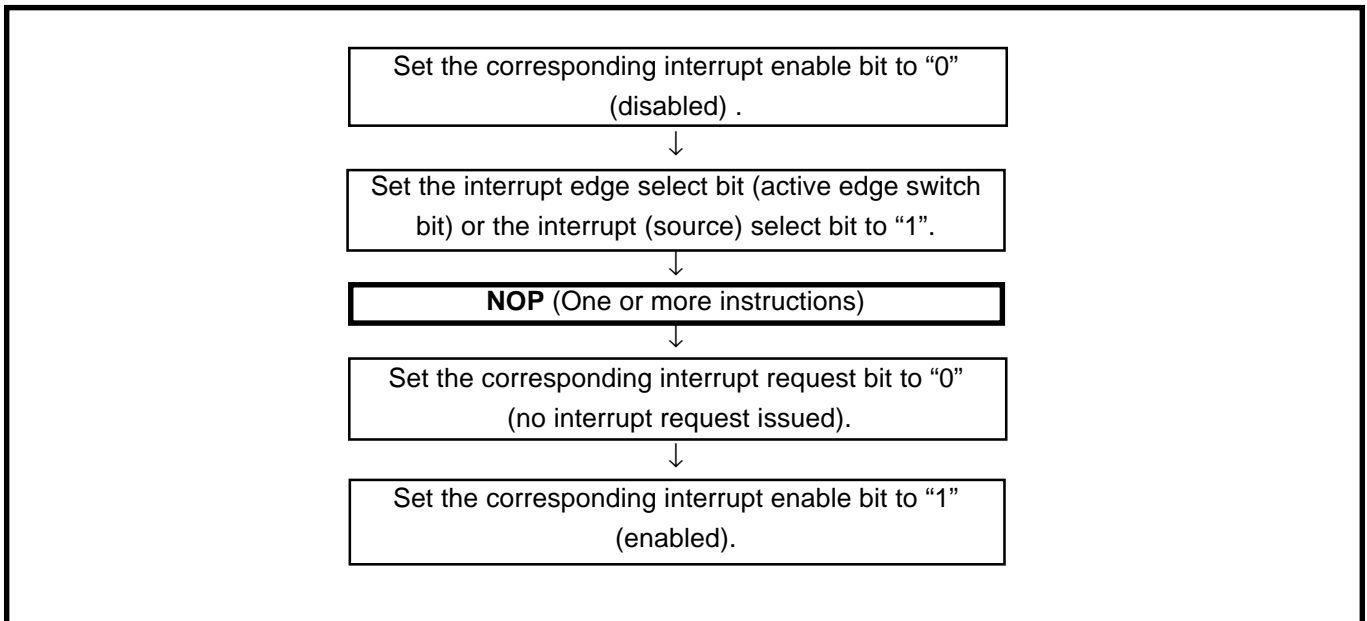 Set the corresponding interrupt enable bit to “0”
(disabled) .
↓
Set the interrupt edge select bit (active edge switch
bit) or the interrupt (source) select bit to “1”.
↓
NOP (One or more instructions)
↓
Set the corresponding interrupt request bit to “0”
(no interrupt request issued).
↓
Set the corresponding interrupt enable bit to “1”
(enabled).